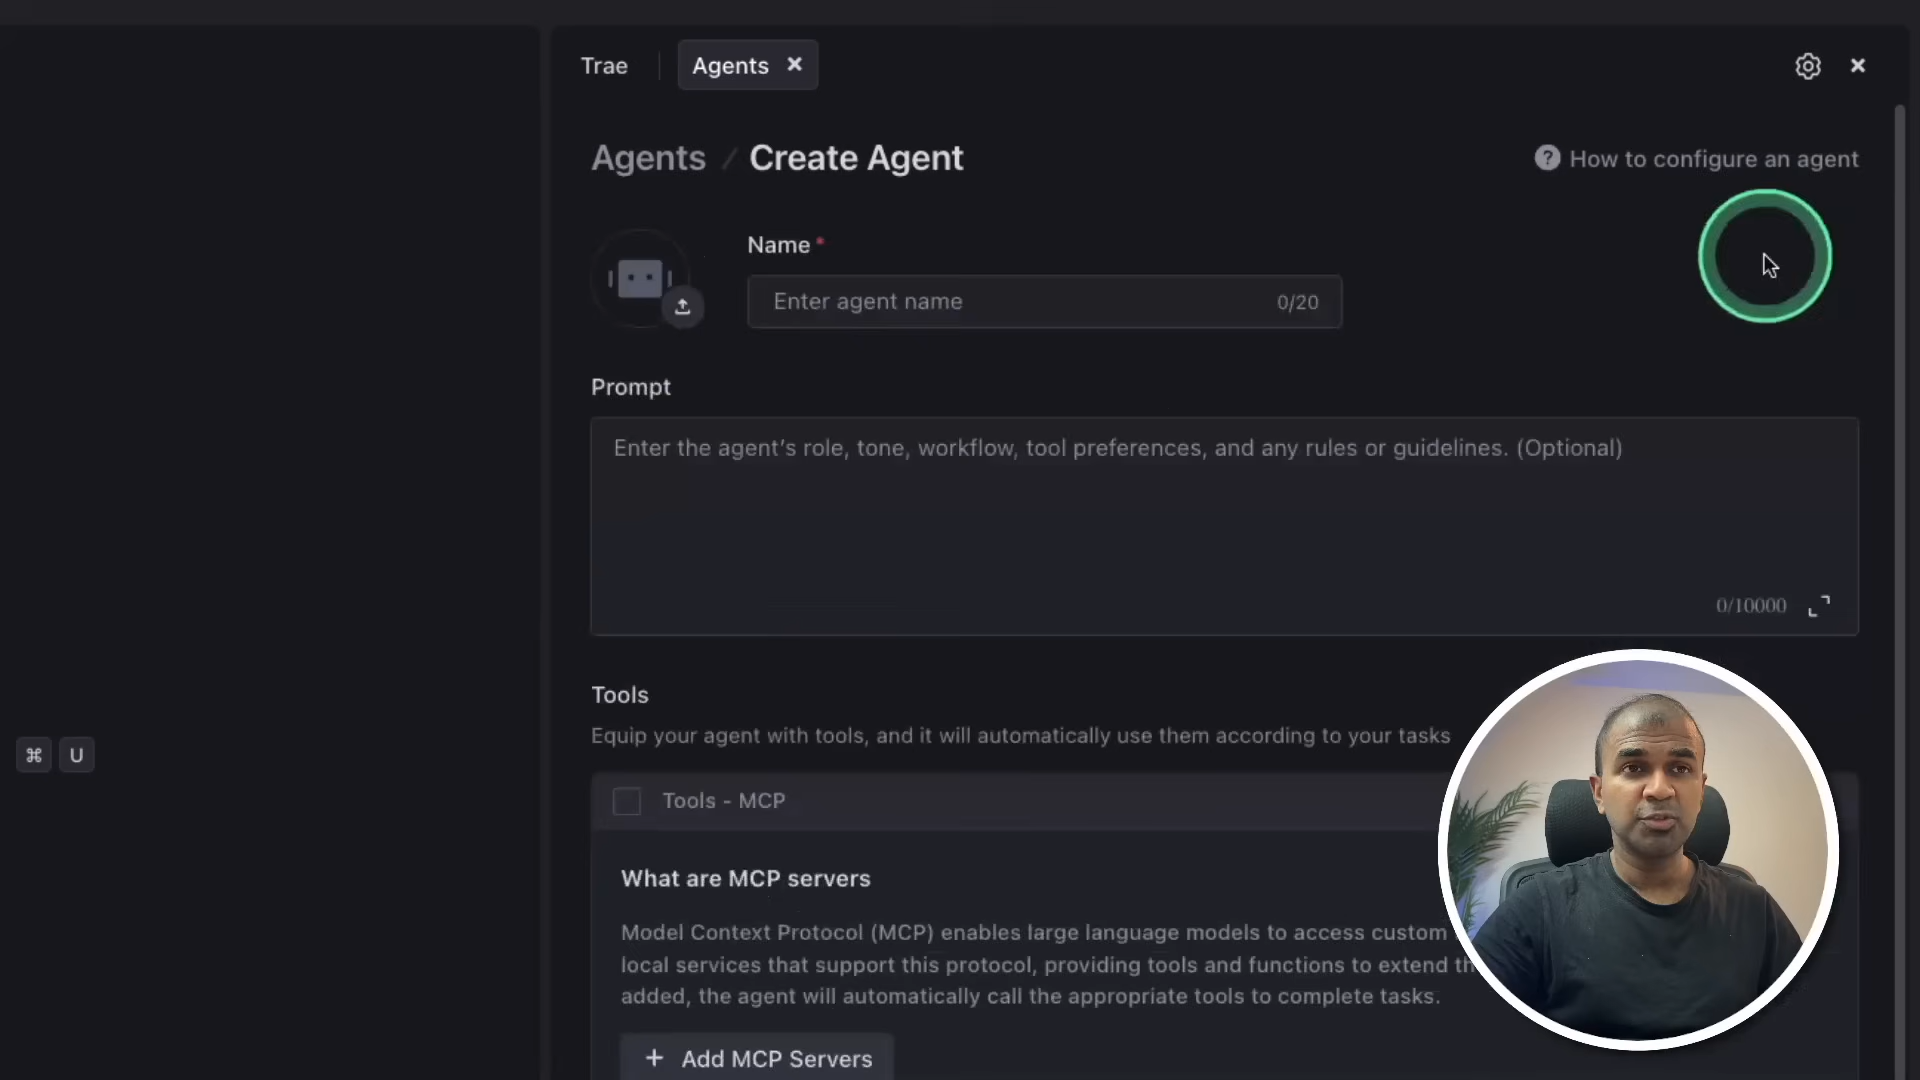 Trae
Agents
Agents / Create Agent
? How to configure an agent
Name *
Enter agent name 0/20
Prompt
Enter the agent's role, tone, workflow, tool preferences, and any rules or guidelines. (Optional)
0/10000
Tools
Equip your agent with tools, and it will automatically use them according to your tasks
⌘ U
Tools - MCP
What are MCP servers
Model Context Protocol (MCP) enables large language models to access custom
local services that support this protocol, providing tools and functions to extend
added, the agent will automatically call the appropriate tools to complete tasks.
+ Add MCP Servers